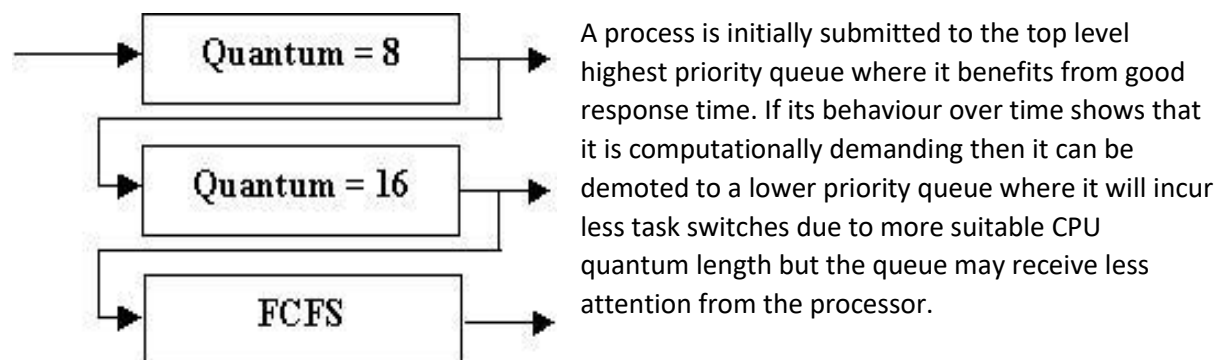 Quantum = 8
Quantum = 16
FCFS
A process is initially submitted to the top level
highest priority queue where it benefits from good
response time. If its behaviour over time shows that
it is computationally demanding then it can be
demoted to a lower priority queue where it will incur
less task switches due to more suitable CPU
quantum length but the queue may receive less
attention from the processor.